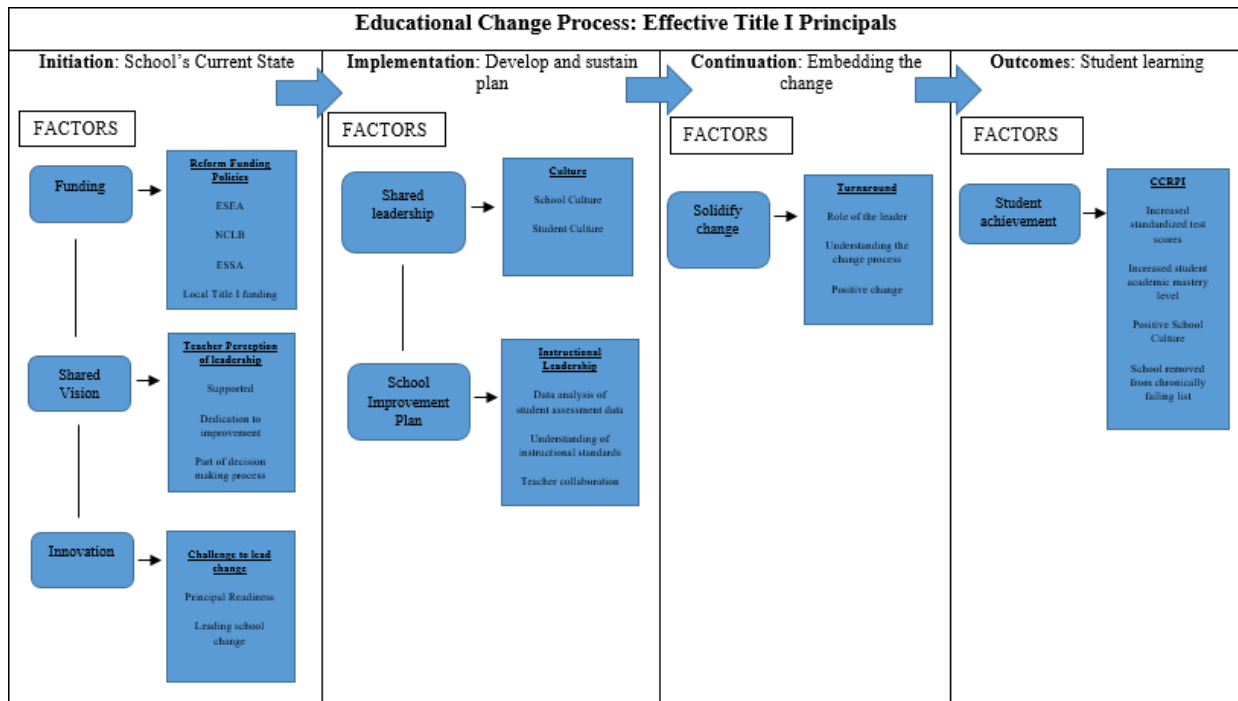 Educational Change Process: Effective Title I Principals
Initiation: School's Current State
FACTORS
Funding
Reform Funding
Policies
ESEA
NCLB
ESSA
Local Title I funding
Shared
Vision
Teacher Perception
of leadership
Supported
Dedication to
improvement
Part of decision
making process
Innovation
Challenge to lead
change
Principal Readiness
Leading school
change
Implementation: Develop and sustain
plan
FACTORS
Shared
leadership
Culture
School Culture
Student Culture
School
Improvement
Plan
Instructional
Leadership
Data analysis of
student assessment data
Understanding of
instructional standards
Teacher collaboration
Continuation: Embedding the
change
FACTORS
Solidify
change
Turnaround
Role of the leader
Understanding the
change process
Positive change
Outcomes: Student learning
FACTORS
Student
achievement
CCRPI
Increased
standardized test
scores
Increased student
academic mastery
level
Positive School
Culture
School removed
from chronically
failing list